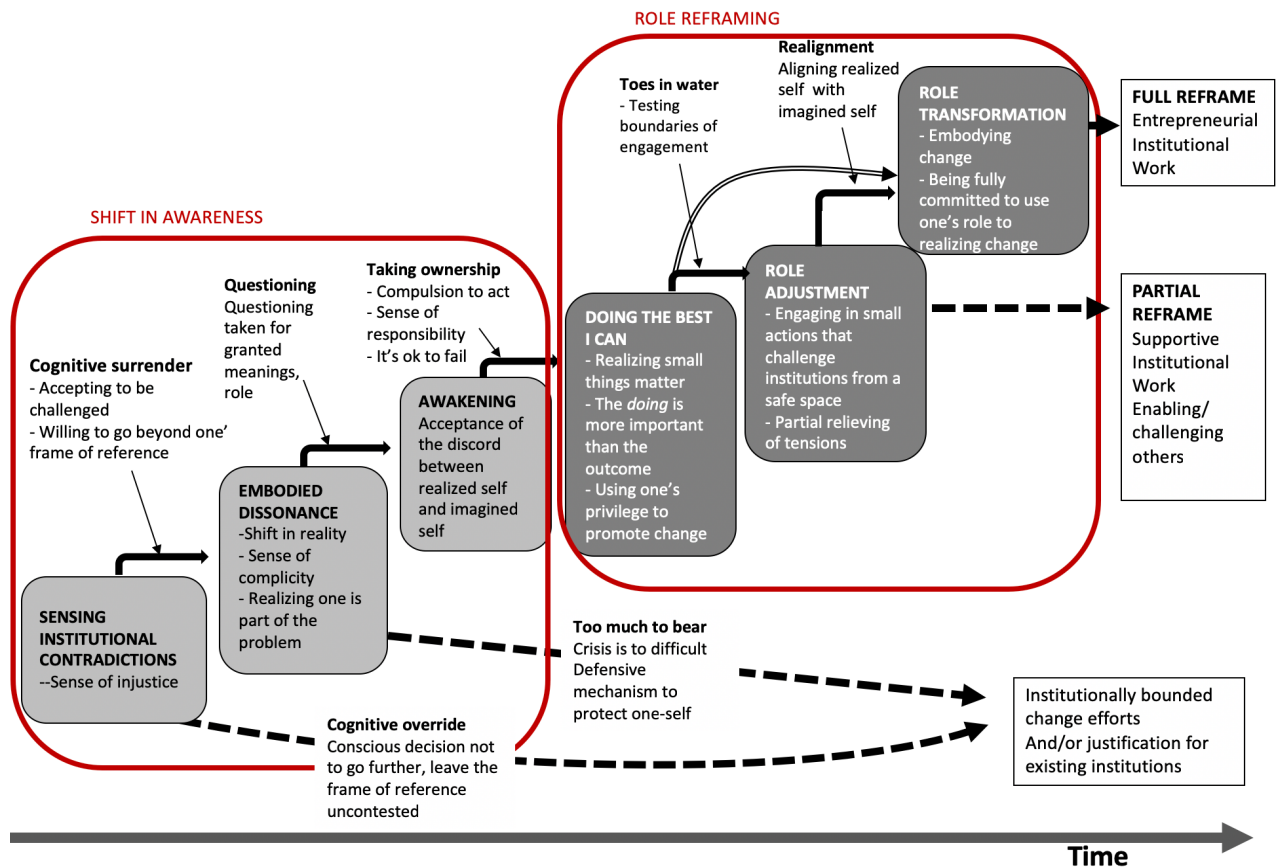 ROLE REFRAMING
Realignment
Aligning realized
self with
imagined self
Toes in water
- Testing
boundaries of
engagement
ROLE
TRANSFORMATION
- Embodying
change
- Being fully
committed to use
one's role to
realizing change
FULL REFRAME
Entrepreneurial
Institutional
Work
SHIFT IN AWARENESS
Taking ownership
- Compulsion to act
- Sense of
responsibility
- It's ok to fail
Questioning
Questioning
taken for
granted
meanings,
role
Cognitive surrender
- Accepting to be
challenged
- Willing to go beyond one'
frame of reference
ROLE
ADJUSTMENT
- Engaging in small
actions that
challenge
institutions from a
safe space
- Partial relieving of
tensions
PARTIAL
REFRAME
Supportive
Institutional
Work
Enabling/
challenging
others
DOING THE BEST
I CAN
- Realizing small
things matter
- The doing is
more important
than the
outcome
- Using one's
privilege to
promote change
AWAKENING
Acceptance of
the discord
between
realized self
and imagined
self
EMBODIED
DISSONANCE
-Shift in reality
- Sense of
complicity
- Realizing one is
part of the
problem
SENSING
INSTITUTIONAL
CONTRADICTIONS
--Sense of injustice
Too much to bear
Crisis is to difficult
Defensive
mechanism to
protect one-self
Cognitive override
Conscious decision not
to go further, leave the
frame of reference
uncontested
Institutionally bounded
change efforts
And/or justification for
existing institutions
Time